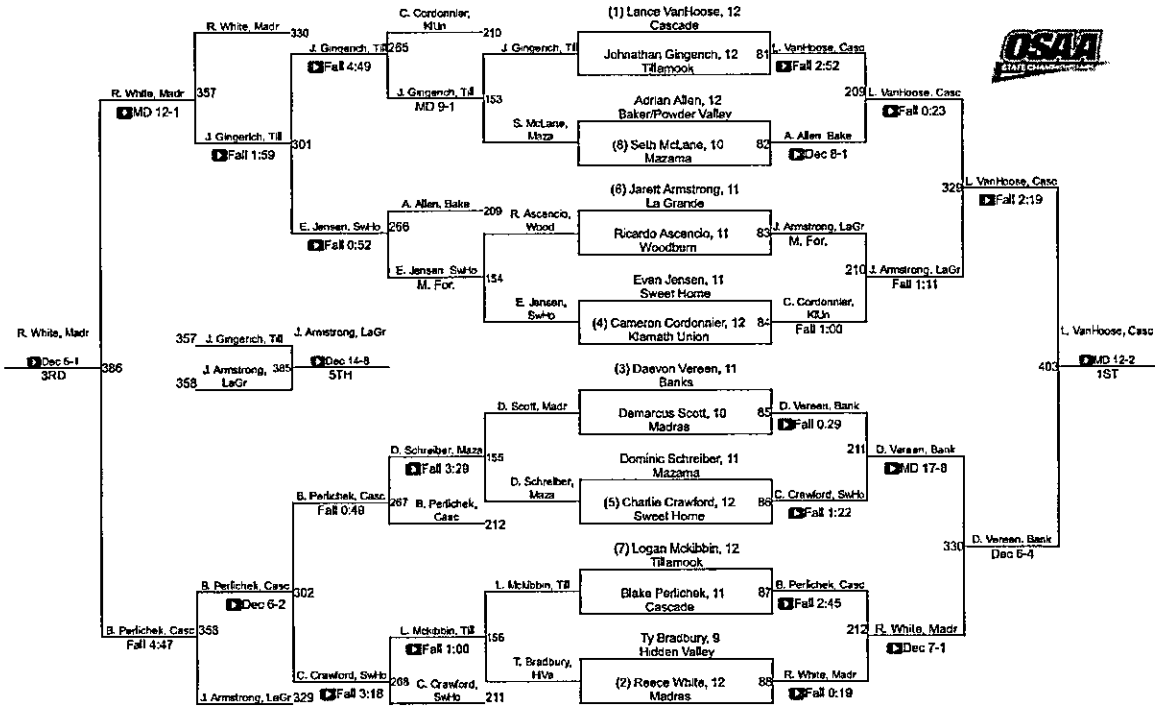 OSAA
STATE CHAMPIONSHIPS
(1) Lance VanHoose, 12
Cascade
Johnathan Gingerich, 12
Tillamook
81
Adrian Allen, 12
Baker/Powder Valley
(8) Seth McLane, 10
Mazama
82
(6) Jarett Armstrong, 11
La Grande
Ricardo Ascencio, 11
Woodburn
83
Evan Jensen, 11
Sweet Home
(4) Cameron Cordonnier, 12
Klamath Union
84
(3) Daevon Vereen, 11
Banks
Demarcus Scott, 10
Madras
85
Dominic Schreiber, 11
Mazama
(5) Charlie Crawford, 12
Sweet Home
86
(7) Logan Mckibbin, 12
Tillamook
Blake Perlichek, 11
Cascade
87
Ty Bradbury, 9
Hidden Valley
(2) Reece White, 12
Madras
88
L. VanHoose, Casc
Fall 2:52
A. Allen, Bake
Dec 8-1
J. Armstrong, LaGr
M. For.
C. Cordonnier,
KlUn
Fall 1:00
D. Vereen, Bank
Fall 0:29
C. Crawford, SwHo
Fall 1:22
B. Perlichek, Casc
Fall 2:45
R. White, Madr
Fall 0:19
209
L. VanHoose, Casc
Fall 0:23
210
J. Armstrong, LaGr
Fall 1:11
211
D. Vereen, Bank
MD 17-8
212
R. White, Madr
Dec 7-1
329
L. VanHoose, Casc
Fall 2:19
330
D. Vereen, Bank
Dec 6-4
403
L. VanHoose, Casc
MD 12-2
1ST
J. Gingerich, Till
S. McLane,
Maza
153
R. Ascencio,
Wood
E. Jensen,
SwHo
154
D. Scott, Madr
D. Schreiber,
Maza
155
L. Mckibbin, Till
T. Bradbury,
HVa
156
C. Cordonnier,
KlUn
210
J. Gingerich, Till
MD 9-1
265
A. Allen, Bake
209
E. Jensen, SwHo
M. For.
266
D. Schreiber, Maza
Fall 3:29
B. Perlichek,
Casc
212
267
L. Mckibbin, Till
Fall 1:00
C. Crawford,
SwHo
211
268
J. Gingerich, Till
Fall 4:49
E. Jensen, SwHo
Fall 0:52
301
B. Perlichek, Casc
Fall 0:48
C. Crawford, SwHo
Fall 3:18
302
R. White, Madr
330
J. Gingerich, Till
Fall 1:59
357
B. Perlichek, Casc
Dec 6-2
J. Armstrong, LaGr
329
358
R. White, Madr
MD 12-1
B. Perlichek, Casc
Fall 4:47
386
R. White, Madr
Dec 5-1
3RD
357
J. Gingerich, Till
358
J. Armstrong,
LaGr
385
J. Armstrong, LaGr
Dec 14-8
5TH